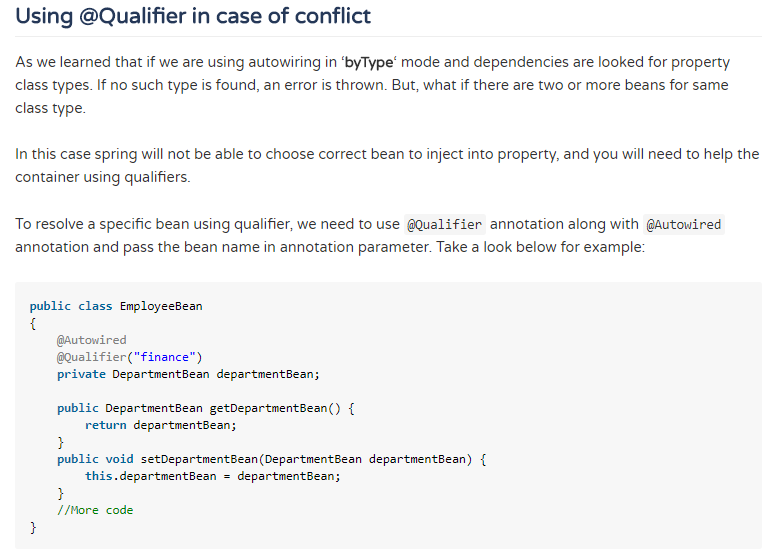 Using @Qualifier in case of conflict
As we learned that if we are using autowiring in ‘byType‘ mode and dependencies are looked for property
class types. If no such type is found, an error is thrown. But, what if there are two or more beans for same
class type.
In this case spring will not be able to choose correct bean to inject into property, and you will need to help the
container using qualifiers.
To resolve a specific bean using qualifier, we need to use @Qualifier annotation along with @Autowired
annotation and pass the bean name in annotation parameter. Take a look below for example:
public class EmployeeBean
{
    @Autowired
    @Qualifier("finance")
    private DepartmentBean departmentBean;
    public DepartmentBean getDepartmentBean() {
        return departmentBean;
    }
    public void setDepartmentBean(DepartmentBean departmentBean) {
        this.departmentBean = departmentBean;
    }
    //More code
}